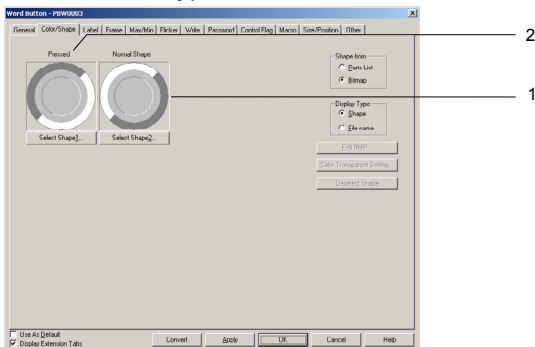 Word Button - PBW0003 X
General Color/Shape Label Frame Max/Min Flicker Write Password Control Flag Macro Size/Position Other
2
Pressed Normal Shape Shape from
Parts List
Bitmap
1
Display Type
Shape
File name
Select Shape1... Select Shape2...
Edit BMP
Color Transparent Setting...
Deselect Shape
Use As Default
Display Extension Tabs
Convert Apply OK Cancel Help